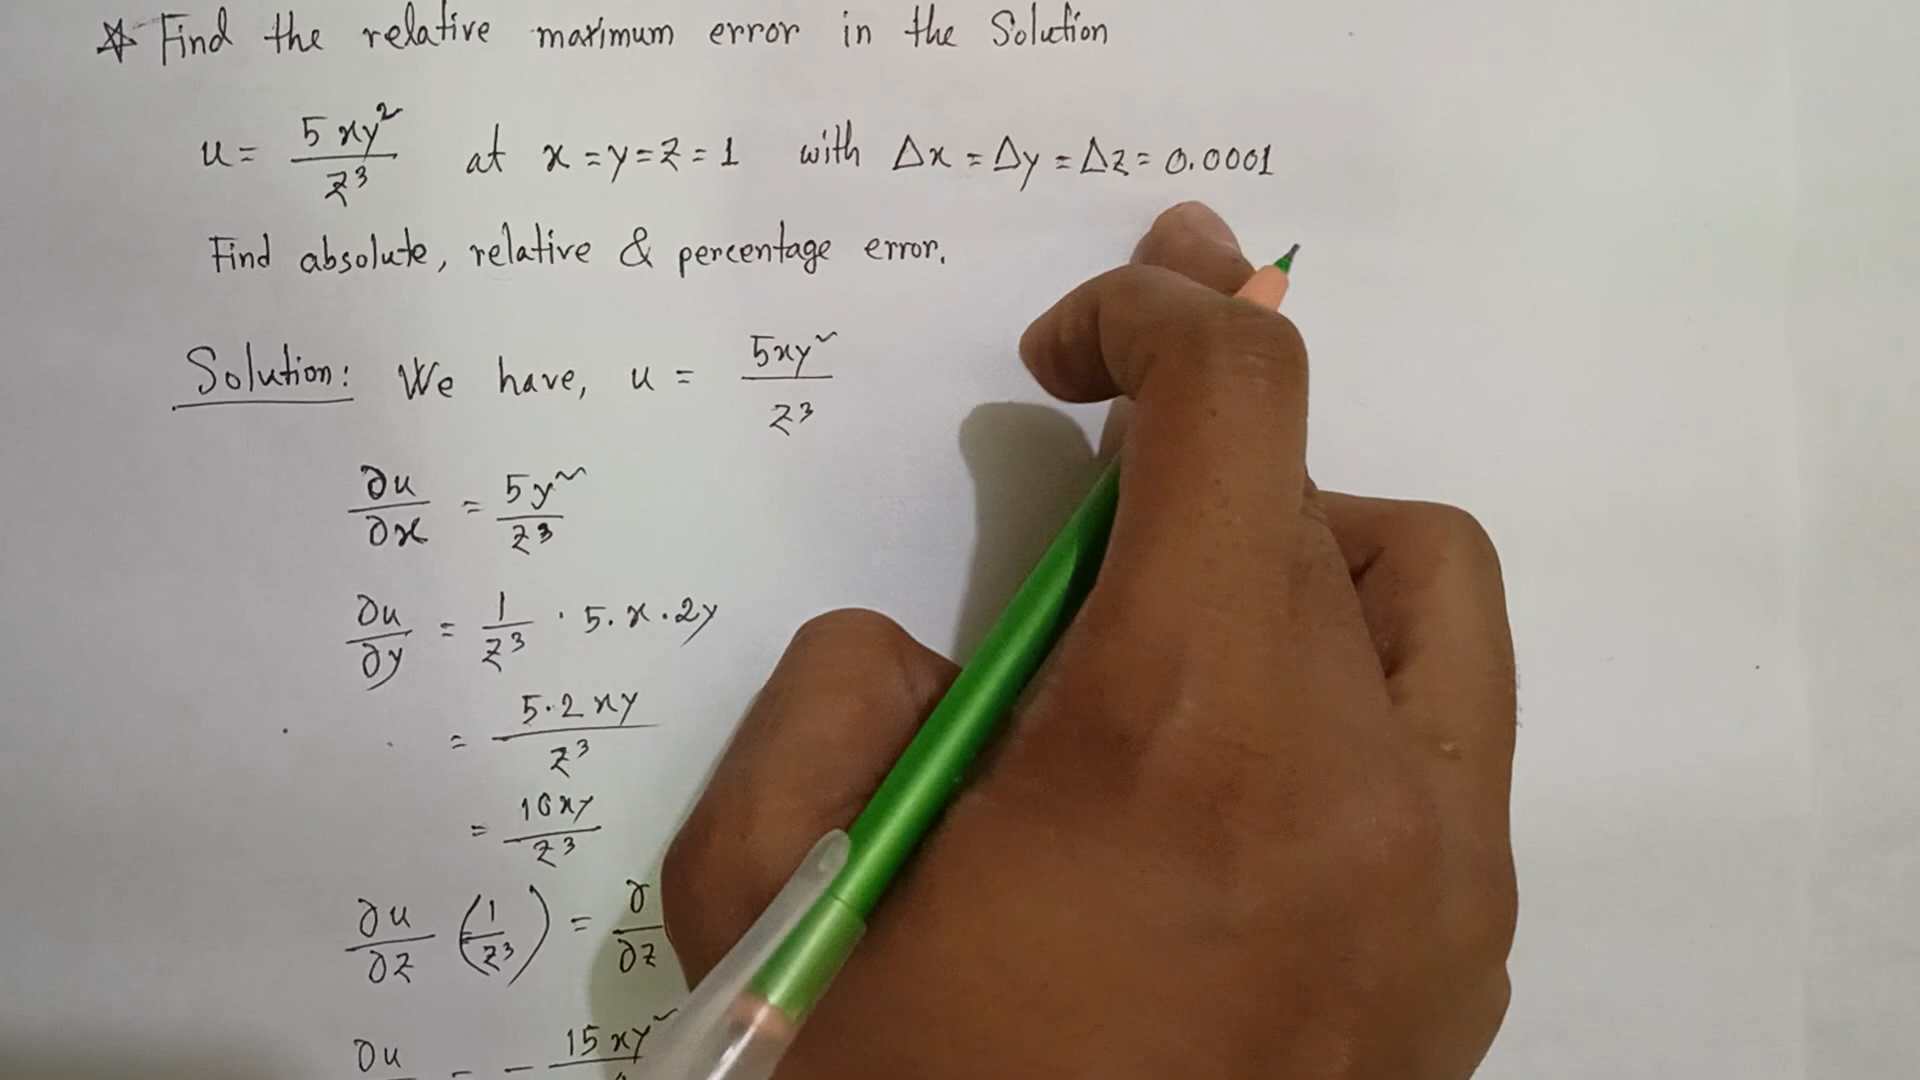 ☆ Find the relative maximum error in the Solution
u = 5xy² / z³ at x = y = z = 1 with Δx = Δy = Δz = 0.0001
Find absolute, relative & percentage error.
Solution: We have, u = 5xy² / z³
∂u/∂x = 5y² / z³
∂u/∂y = 1/z³ · 5 . x . 2y
= 5·2xy / z³
= 10xy / z³
∂u/∂z (1/z³) = ∂/∂z
∂u = - 15xy²